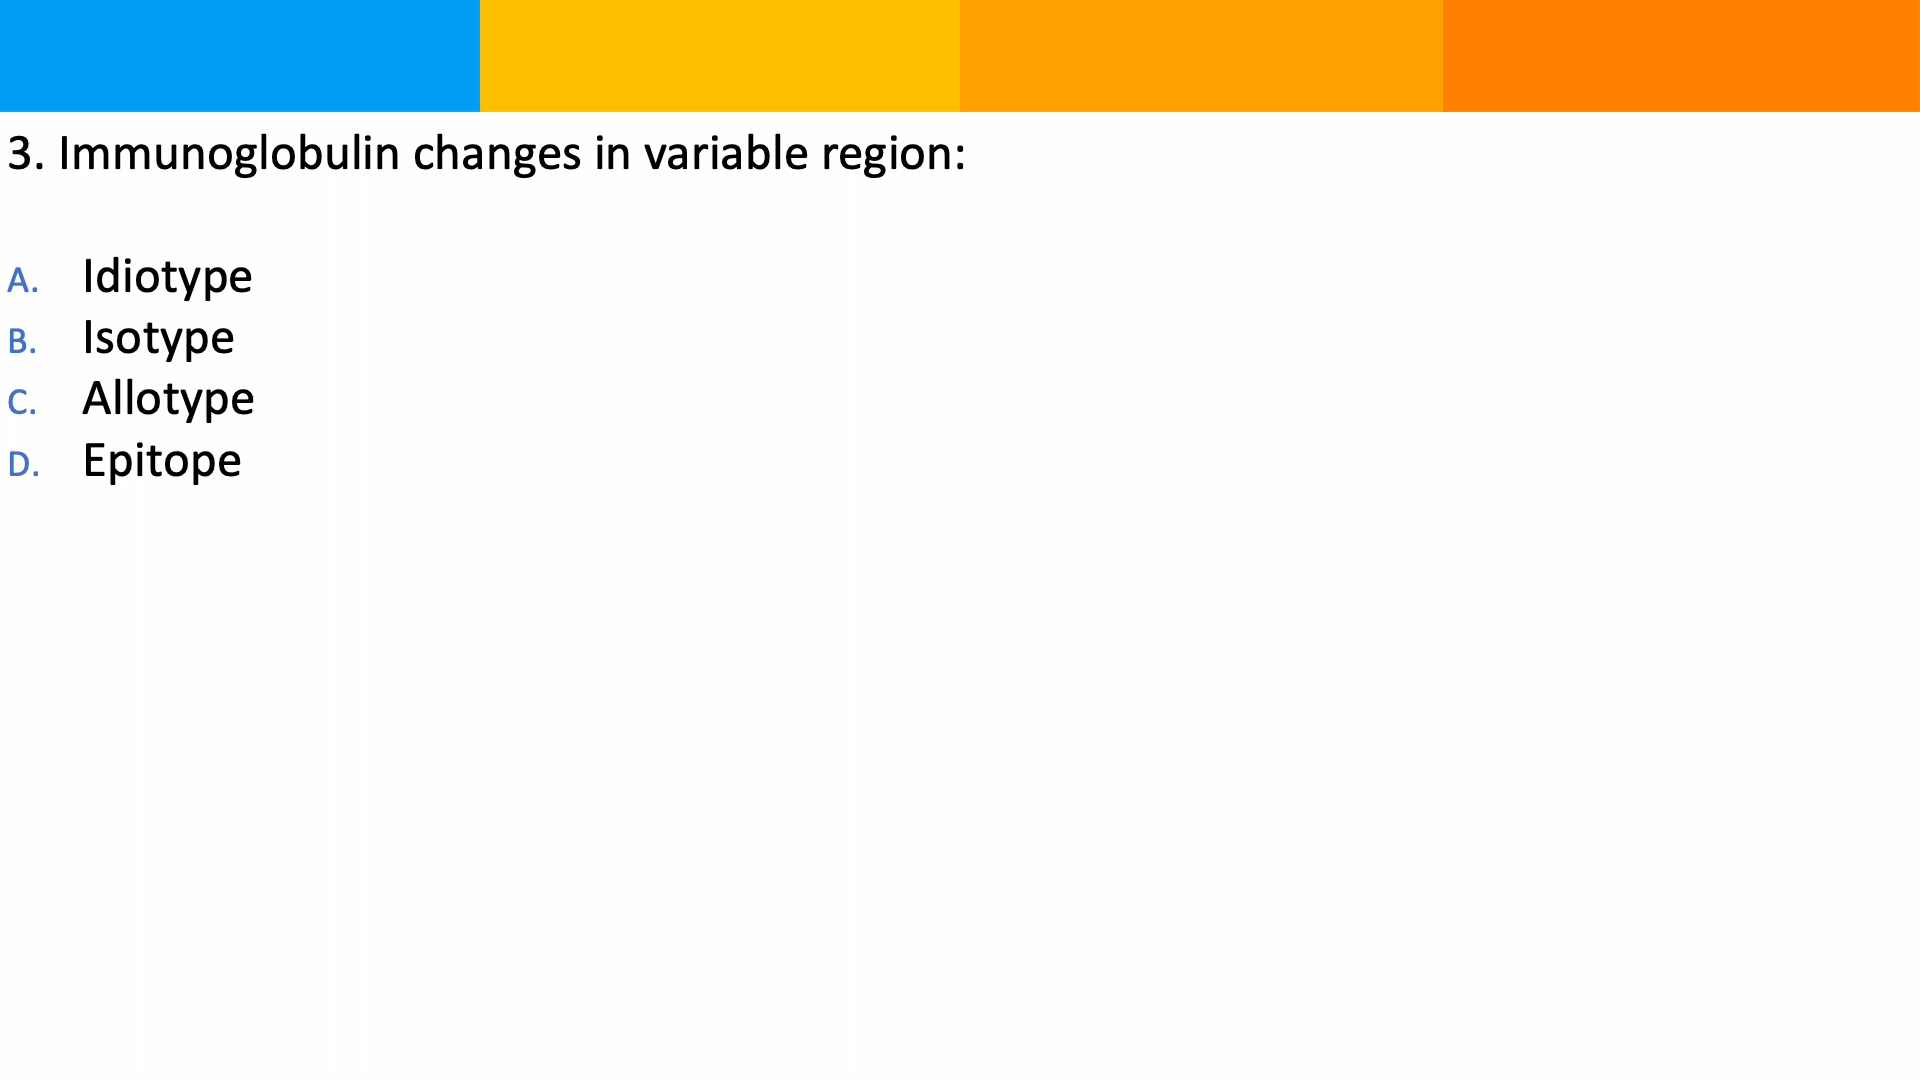 3. Immunoglobulin changes in variable region:
A. Idiotype
B. Isotype
C. Allotype
D. Epitope